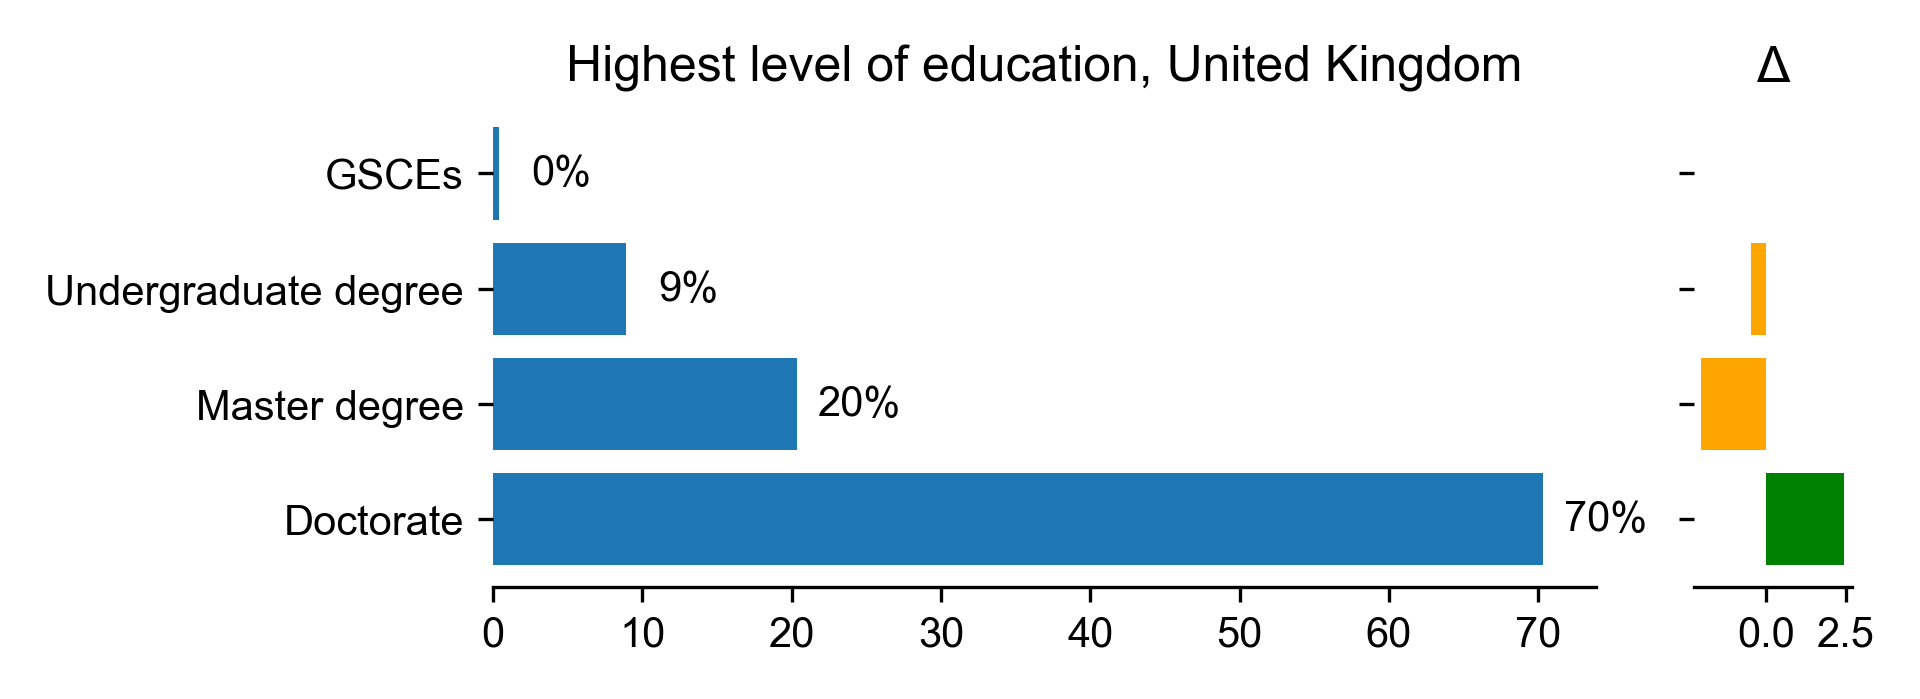 Highest level of education, United Kingdom
Δ
GSCEs
0%
Undergraduate degree
9%
Master degree
20%
Doctorate
70%
0 10 20 30 40 50 60 70
0.0 2.5